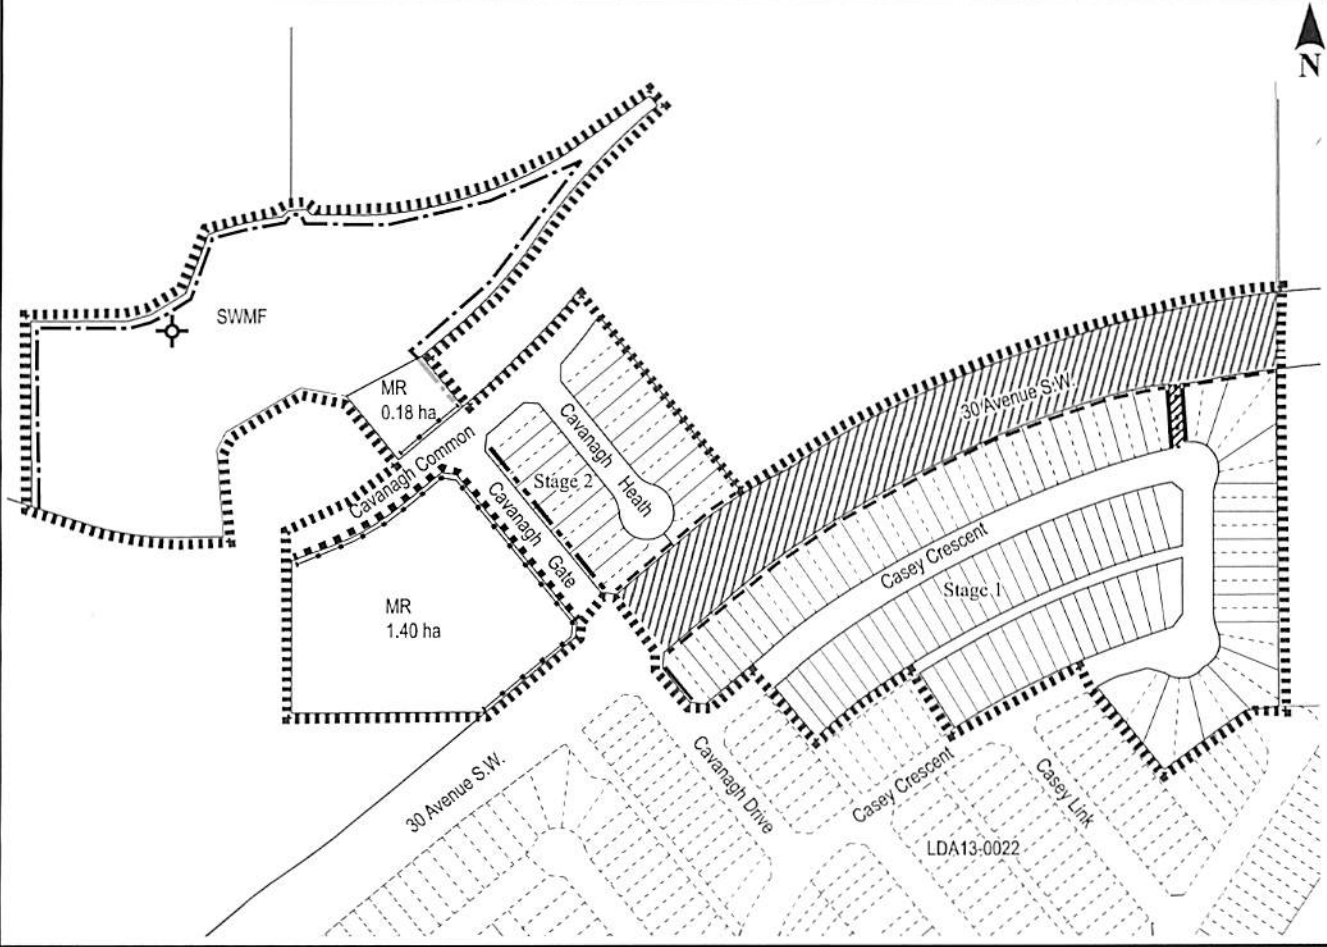 N
SWMF
MR
0.18 ha
Cavanagh Common
Cavanagh Heath
Stage 2
Cavanagh Gate
30 Avenue S.W.
Casey Crescent
Stage 1
MR
1.40 ha
30 Avenue S.W.
Cavanagh Drive
Casey Crescent
Casey Link
LDA13-0022